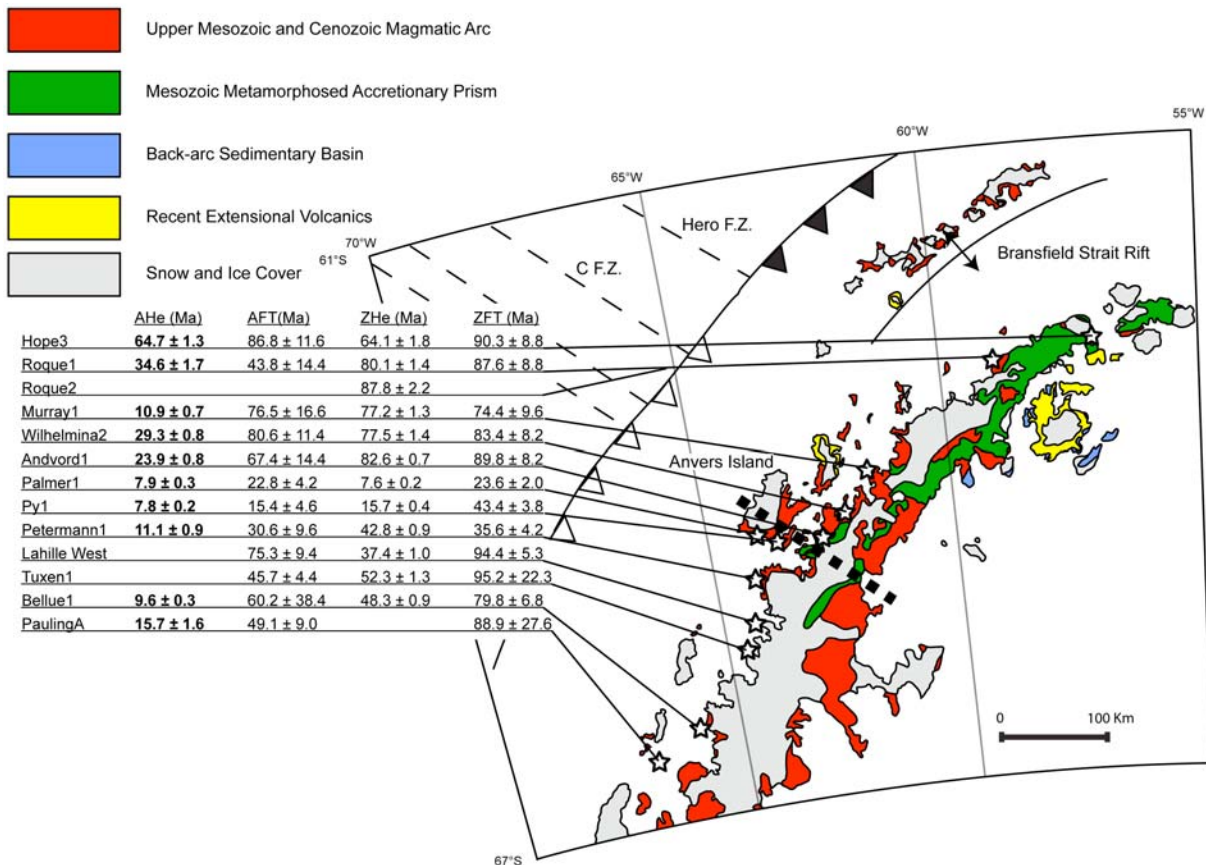 Upper Mesozoic and Cenozoic Magmatic Arc
Mesozoic Metamorphosed Accretionary Prism
Back-arc Sedimentary Basin
Recent Extensional Volcanics
Snow and Ice Cover
55°W
60°W
65°W
70°W
61°S
Hero F.Z.
C F.Z.
Bransfield Strait Rift
AHe (Ma) AFT(Ma) ZHe (Ma) ZFT (Ma)
Hope3 64.7 ± 1.3 86.8 ± 11.6 64.1 ± 1.8 90.3 ± 8.8
Roque1 34.6 ± 1.7 43.8 ± 14.4 80.1 ± 1.4 87.6 ± 8.8
Roque2 87.8 ± 2.2
Murray1 10.9 ± 0.7 76.5 ± 16.6 77.2 ± 1.3 74.4 ± 9.6
Wilhelmina2 29.3 ± 0.8 80.6 ± 11.4 77.5 ± 1.4 83.4 ± 8.2
Andvord1 23.9 ± 0.8 67.4 ± 14.4 82.6 ± 0.7 89.8 ± 8.2
Palmer1 7.9 ± 0.3 22.8 ± 4.2 7.6 ± 0.2 23.6 ± 2.0
Py1 7.8 ± 0.2 15.4 ± 4.6 15.7 ± 0.4 43.4 ± 3.8
Petermann1 11.1 ± 0.9 30.6 ± 9.6 42.8 ± 0.9 35.6 ± 4.2
Lahille West 75.3 ± 9.4 37.4 ± 1.0 94.4 ± 5.3
Tuxen1 45.7 ± 4.4 52.3 ± 1.3 95.2 ± 22.3
Bellue1 9.6 ± 0.3 60.2 ± 38.4 48.3 ± 0.9 79.8 ± 6.8
PaulingA 15.7 ± 1.6 49.1 ± 9.0 88.9 ± 27.6
Anvers Island
0 100 Km
67°S